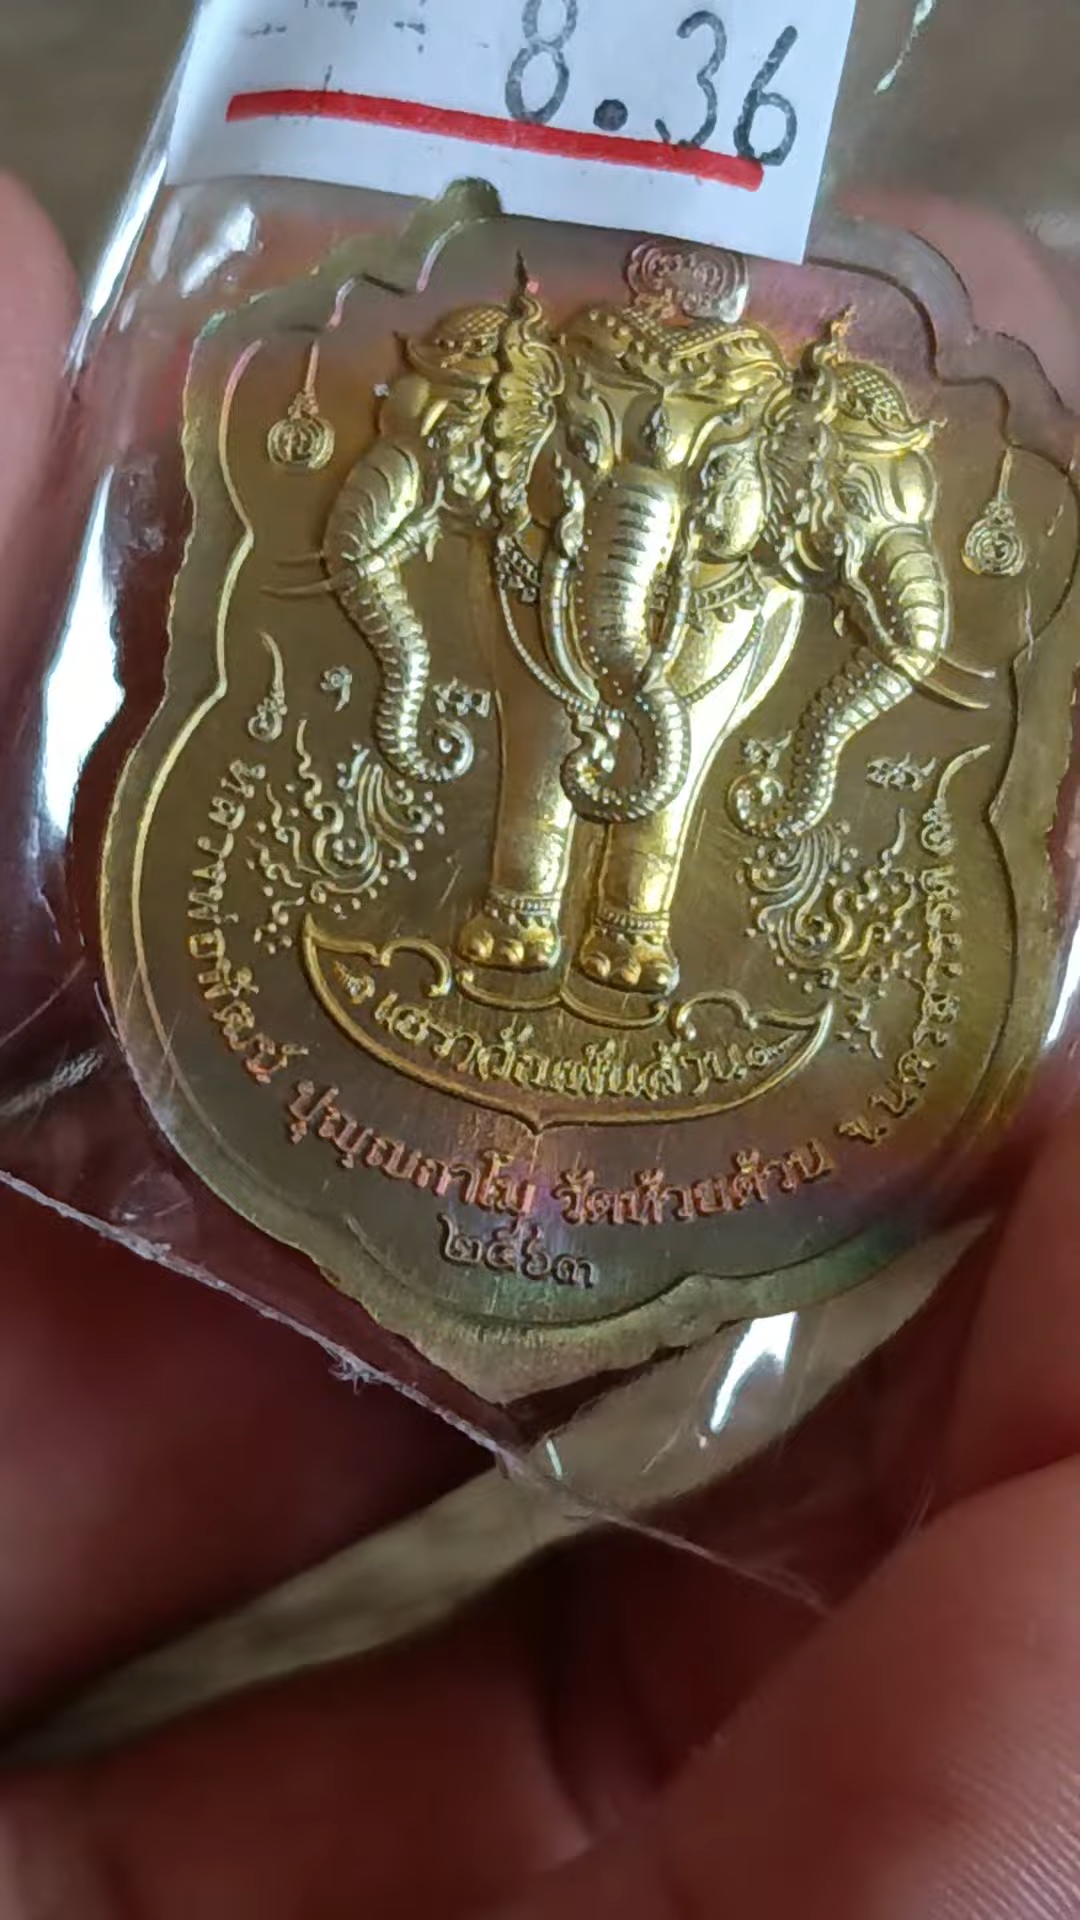 8.36
เอราวัณพันล้าน
หลวงพ่อพัฒน์ ปุญฺญกาโม วัดห้วยด้วน จ.นครสวรรค์
๒๕๖๓